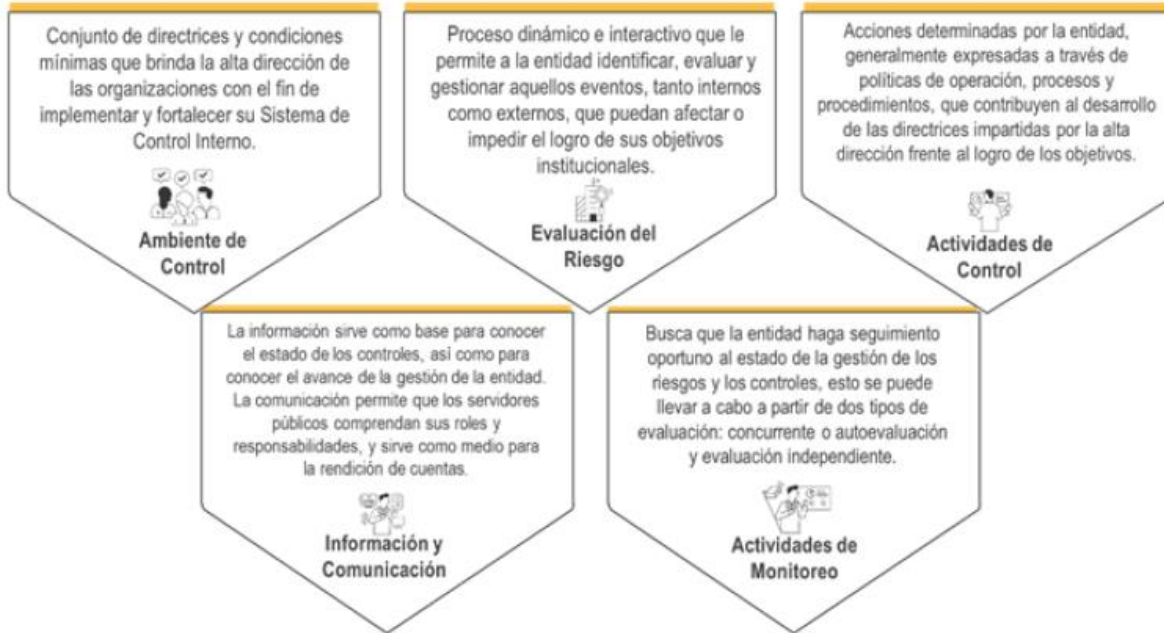 Conjunto de directrices y condiciones
mínimas que brinda la alta dirección de
las organizaciones con el fin de
implementar y fortalecer su Sistema de
Control Interno.
Ambiente de
Control
Proceso dinámico e interactivo que le
permite a la entidad identificar, evaluar y
gestionar aquellos eventos, tanto internos
como externos, que puedan afectar o
impedir el logro de sus objetivos
institucionales.
Evaluación del
Riesgo
Acciones determinadas por la entidad,
generalmente expresadas a través de
políticas de operación, procesos y
procedimientos, que contribuyen al desarrollo
de las directrices impartidas por la alta
dirección frente al logro de los objetivos.
Actividades de
Control
La información sirve como base para conocer
el estado de los controles, así como para
conocer el avance de la gestión de la entidad.
La comunicación permite que los servidores
públicos comprendan sus roles y
responsabilidades, y sirve como medio para
la rendición de cuentas.
Información y
Comunicación
Busca que la entidad haga seguimiento
oportuno al estado de la gestión de los
riesgos y los controles, esto se puede
llevar a cabo a partir de dos tipos de
evaluación: concurrente o autoevaluación
y evaluación independiente.
Actividades de
Monitoreo